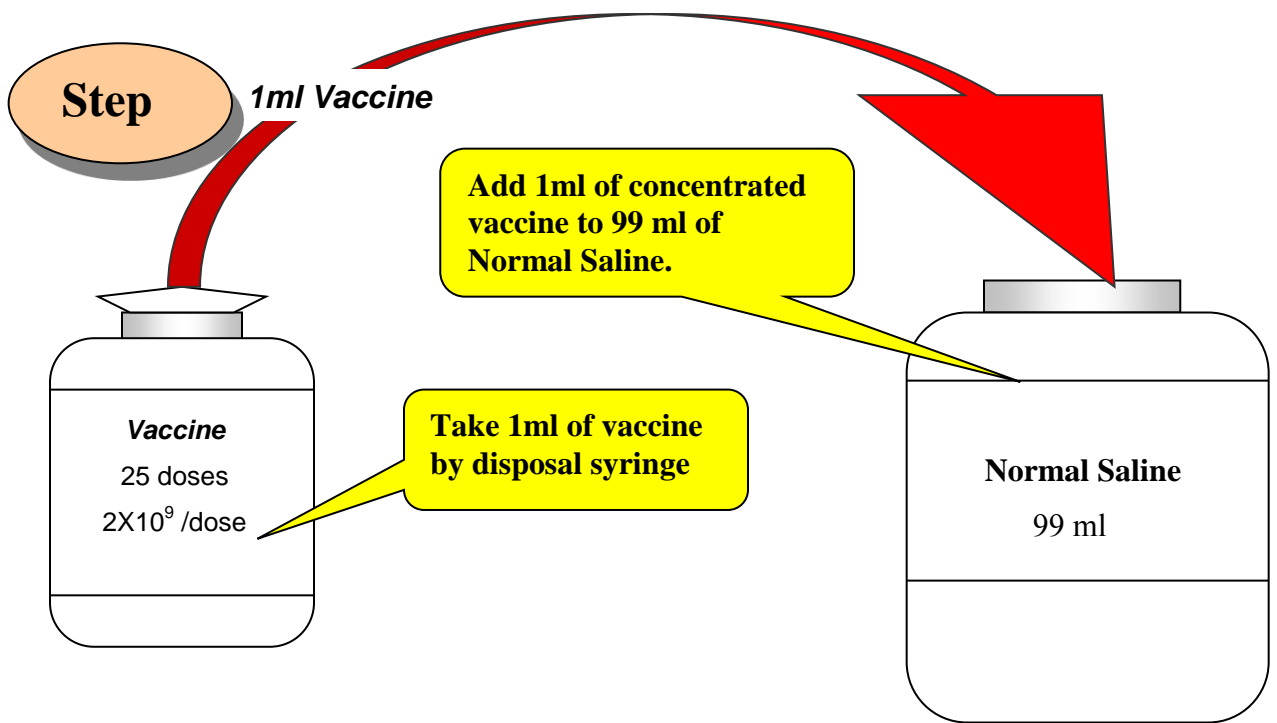 Step
1ml Vaccine
Add 1ml of concentrated
vaccine to 99 ml of
Normal Saline.
Vaccine
25 doses
2X10⁹ /dose
Take 1ml of vaccine
by disposal syringe
Normal Saline
99 ml